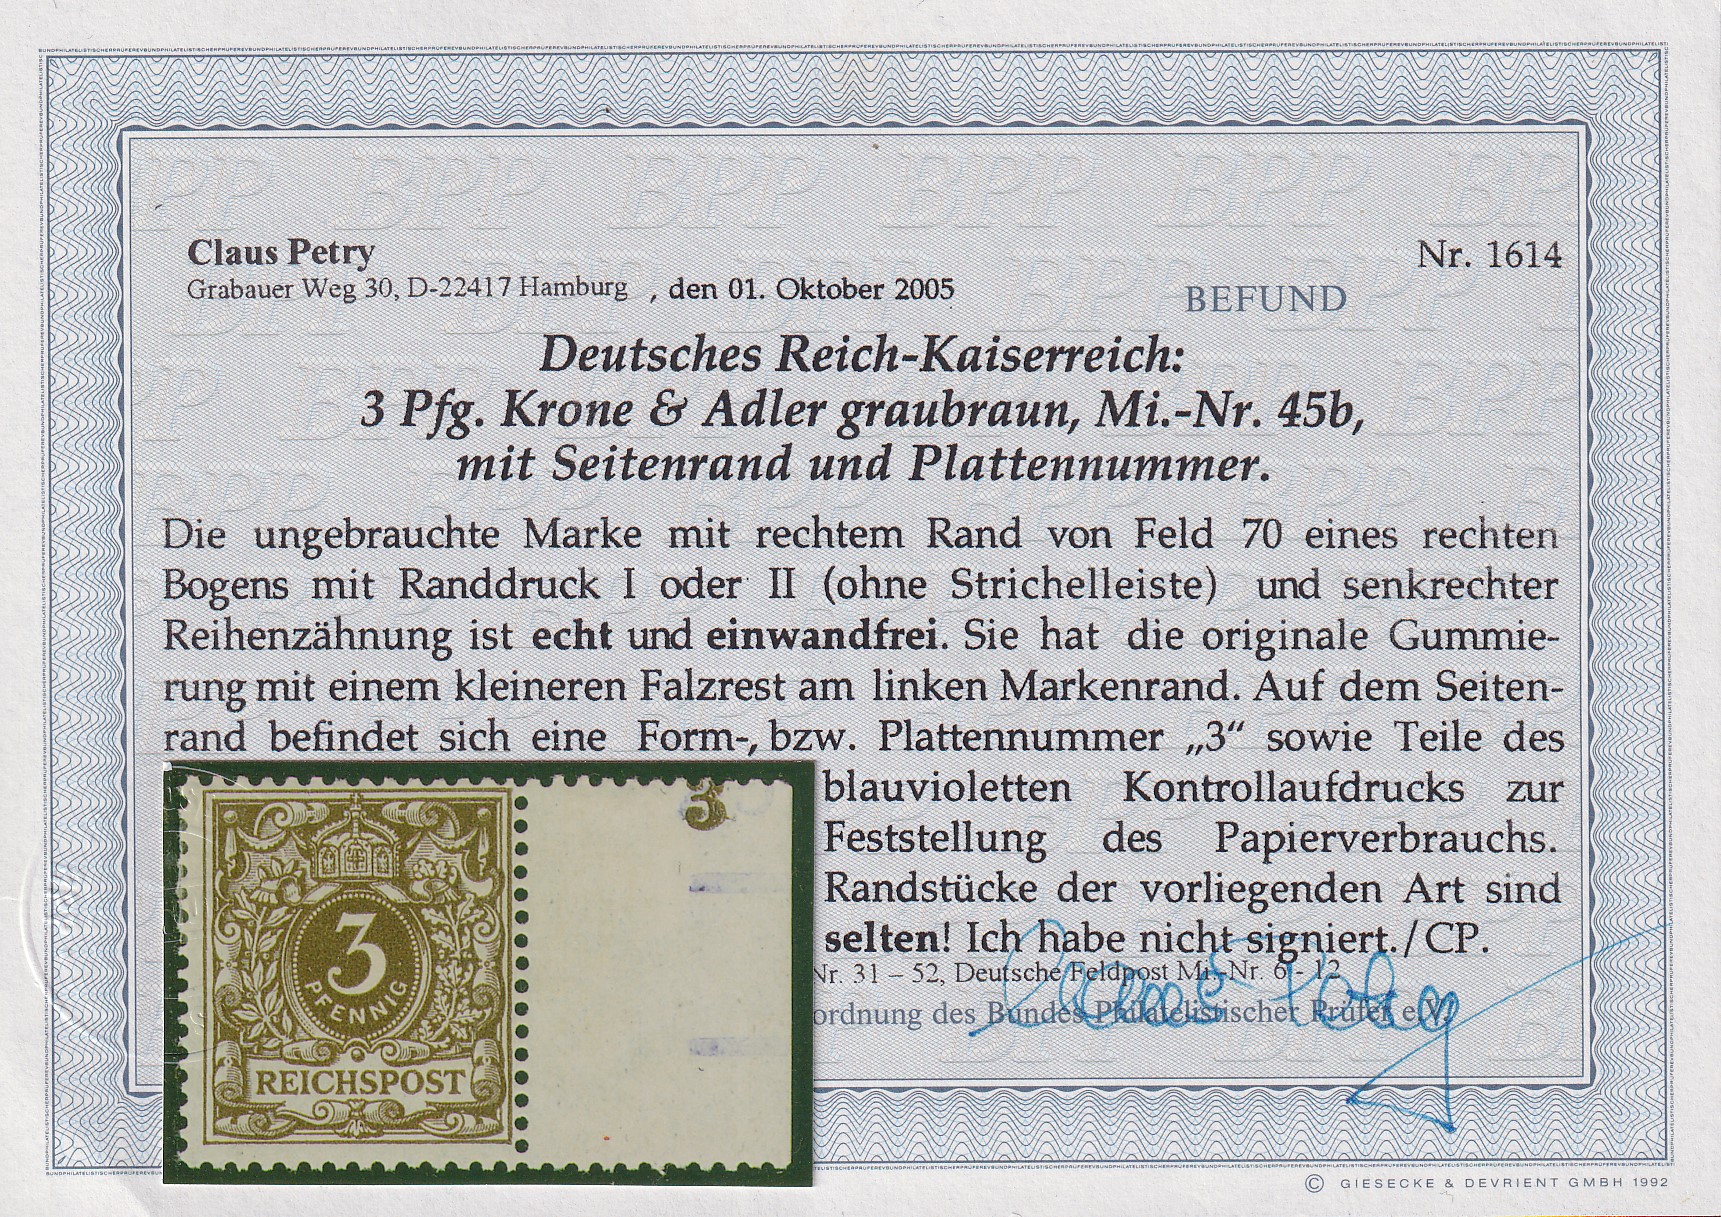 BUNDPHILATELISTISCHERPRÜFEREV
BPP
Claus Petry
Nr. 1614
Grabauer Weg 30, D-22417 Hamburg , den 01. Oktober 2005
BEFUND
Deutsches Reich-Kaiserreich:
3 Pfg. Krone & Adler graubraun, Mi.-Nr. 45b,
mit Seitenrand und Plattennummer.
Die ungebrauchte Marke mit rechtem Rand von Feld 70 eines rechten
Bogens mit Randdruck I oder II (ohne Strichelleiste) und senkrechter
Reihenzähnung ist echt und einwandfrei. Sie hat die originale Gummie-
rung mit einem kleineren Falzrest am linken Markenrand. Auf dem Seiten-
rand befindet sich eine Form-, bzw. Plattennummer „3“ sowie Teile des
blauvioletten Kontrollaufdrucks zur
Feststellung des Papierverbrauchs.
Randstücke der vorliegenden Art sind
selten! Ich habe nicht signiert./CP.
Nr. 31 – 52, Deutsche Feldpost Mi.-Nr. 6 - 12
ordnung des Bundes Philatelistischer Prüfer e.V.
Claus Petry
3
3
PFENNIG
REICHSPOST
© GIESECKE & DEVRIENT GMBH 1992